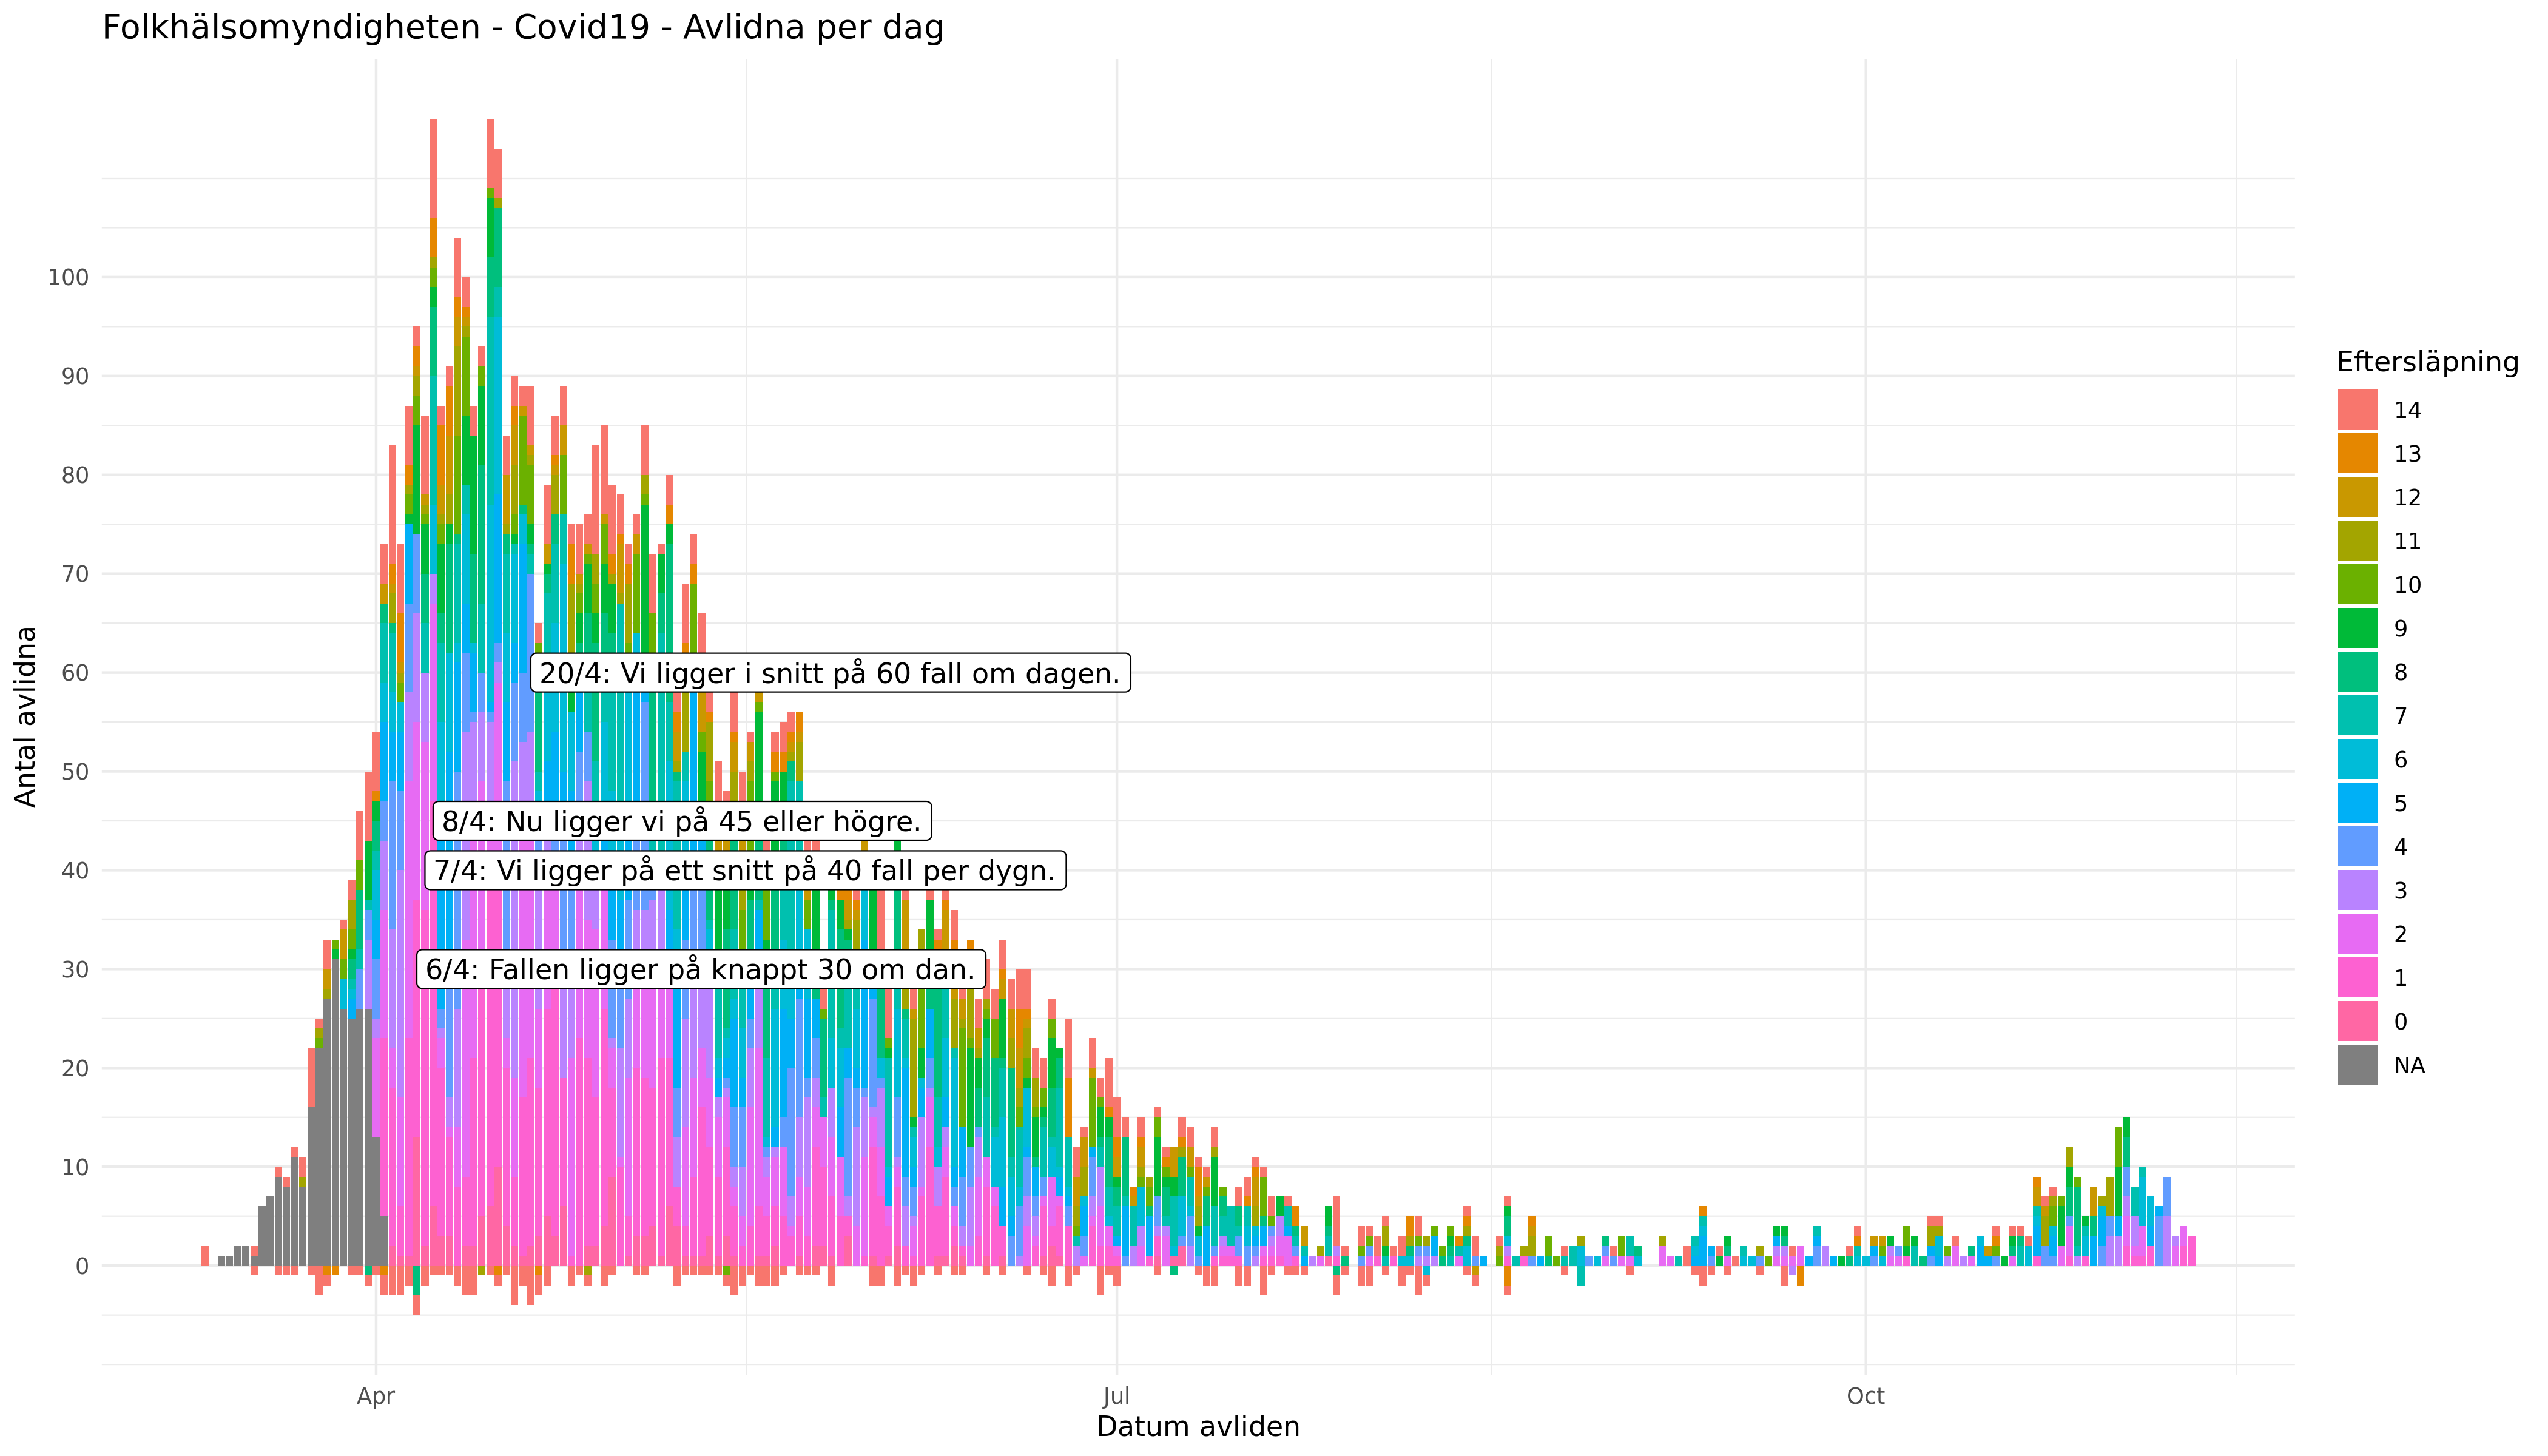 Folkhälsomyndigheten - Covid19 - Avlidna per dag
Antal avlidna
100
90
80
70
60
50
40
30
20
10
0
20/4: Vi ligger i snitt på 60 fall om dagen.
8/4: Nu ligger vi på 45 eller högre.
7/4: Vi ligger på ett snitt på 40 fall per dygn.
6/4: Fallen ligger på knappt 30 om dan.
Apr
Jul
Oct
Datum avliden
Eftersläpning
14
13
12
11
10
9
8
7
6
5
4
3
2
1
0
NA